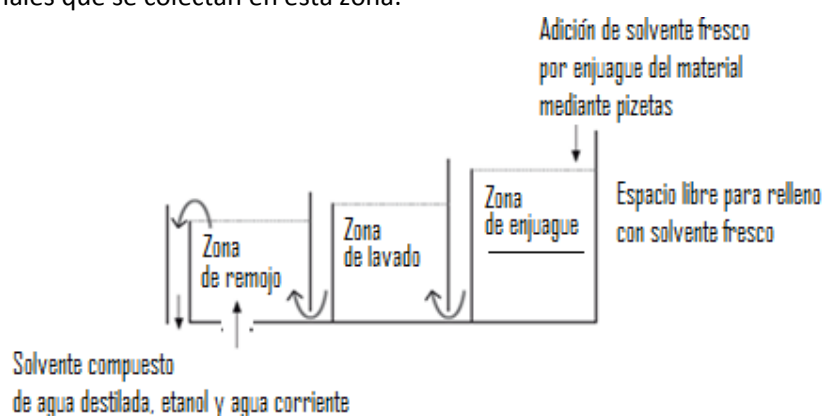 nales que se colectan en esta zona.
Adición de solvente fresco
por enjuague del material
mediante pizetas
Zona
de remojo
Zona
de lavado
Zona
de enjuague
Espacio libre para relleno
con solvente fresco
Solvente compuesto
de agua destilada, etanol y agua corriente